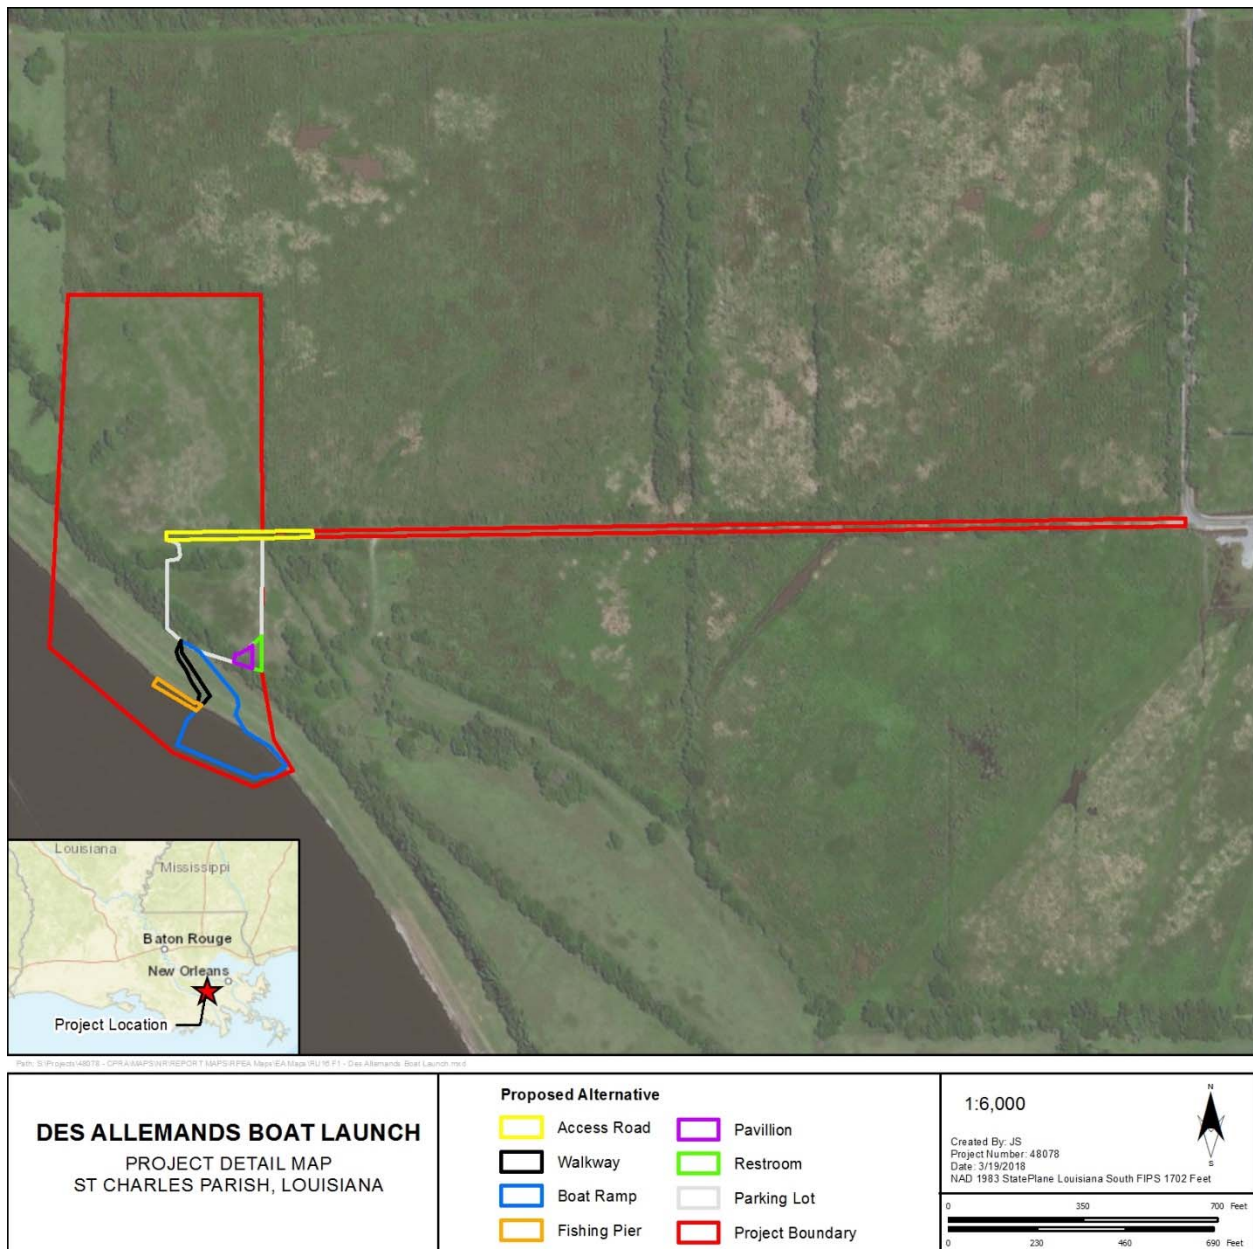 Louisiana
Mississippi
Baton Rouge
New Orleans
Project Location
DES ALLEMANDS BOAT LAUNCH
PROJECT DETAIL MAP
ST CHARLES PARISH, LOUISIANA
Proposed Alternative
Access Road
Walkway
Boat Ramp
Fishing Pier
Pavillion
Restroom
Parking Lot
Project Boundary
1:6,000
N
S
Created By: JS
Project Number: 48078
Date: 3/19/2018
NAD 1983 StatePlane Louisiana South FIPS 1702 Feet
0 350 700 Feet
0 230 460 690 Feet